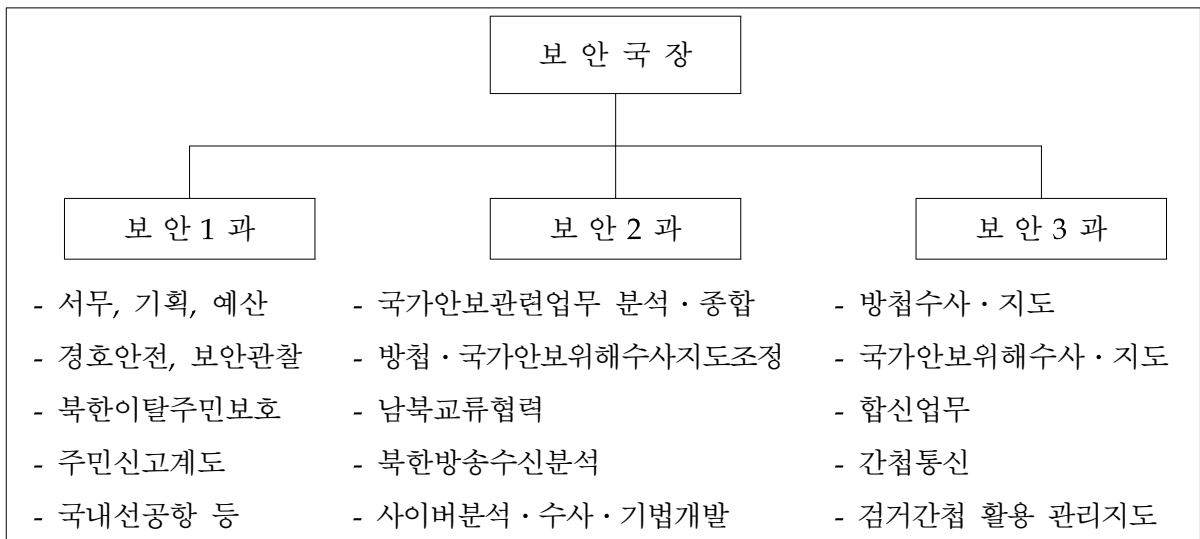 보 안 국 장
보 안 1 과
보 안 2 과
보 안 3 과
- 서무, 기획, 예산
- 경호안전, 보안관찰
- 북한이탈주민보호
- 주민신고계도
- 국내선공항 등
- 국가안보관련업무 분석·종합
- 방첩·국가안보위해수사지도조정
- 남북교류협력
- 북한방송수신분석
- 사이버분석·수사·기법개발
- 방첩수사·지도
- 국가안보위해수사·지도
- 합신업무
- 간첩통신
- 검거간첩 활용 관리지도